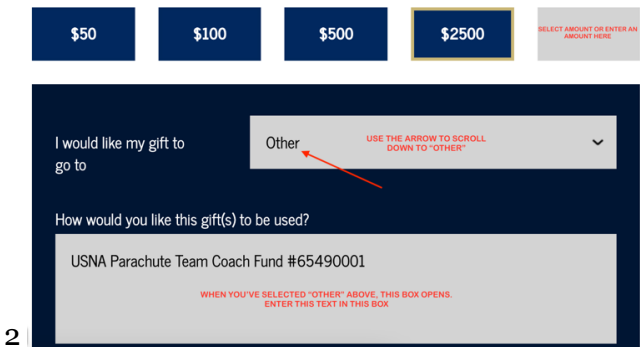 $50
$100
$500
$2500
SELECT AMOUNT OR ENTER AN
AMOUNT HERE
I would like my gift to
go to
Other
USE THE ARROW TO SCROLL
DOWN TO "OTHER"
How would you like this gift(s) to be used?
USNA Parachute Team Coach Fund #65490001
WHEN YOU'VE SELECTED "OTHER" ABOVE, THIS BOX OPENS.
ENTER THIS TEXT IN THIS BOX
2